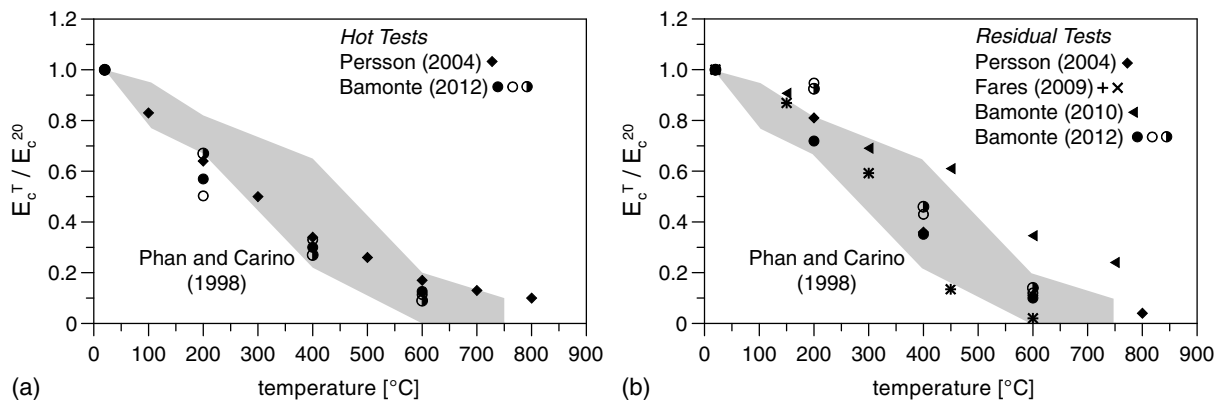 1.2
1.0
0.8
0.6
0.4
0.2
0
E_c^T / E_c^20
Hot Tests
Persson (2004)
Bamonte (2012)
Phan and Carino
(1998)
0 100 200 300 400 500 600 700 800 900
temperature [°C]
(a)
1.2
1.0
0.8
0.6
0.4
0.2
0
E_c^T / E_c^20
Residual Tests
Persson (2004)
Fares (2009)
Bamonte (2010)
Bamonte (2012)
Phan and Carino
(1998)
0 100 200 300 400 500 600 700 800 900
temperature [°C]
(b)